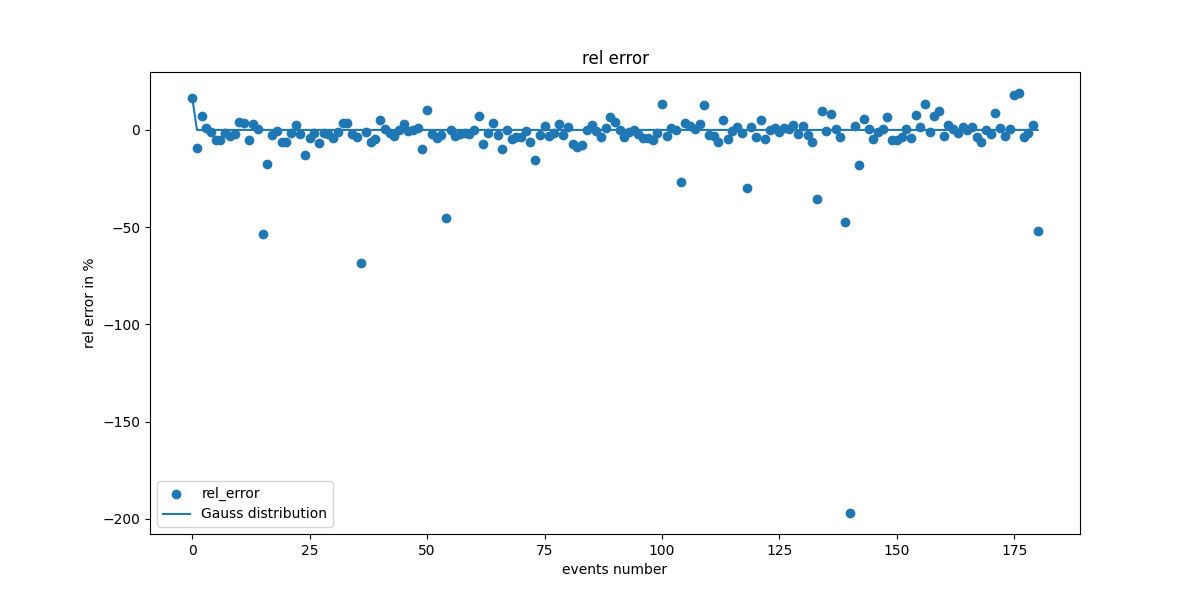 rel error
rel error in %
0
−50
−100
−150
−200
rel_error
Gauss distribution
0
25
50
75
100
125
150
175
events number